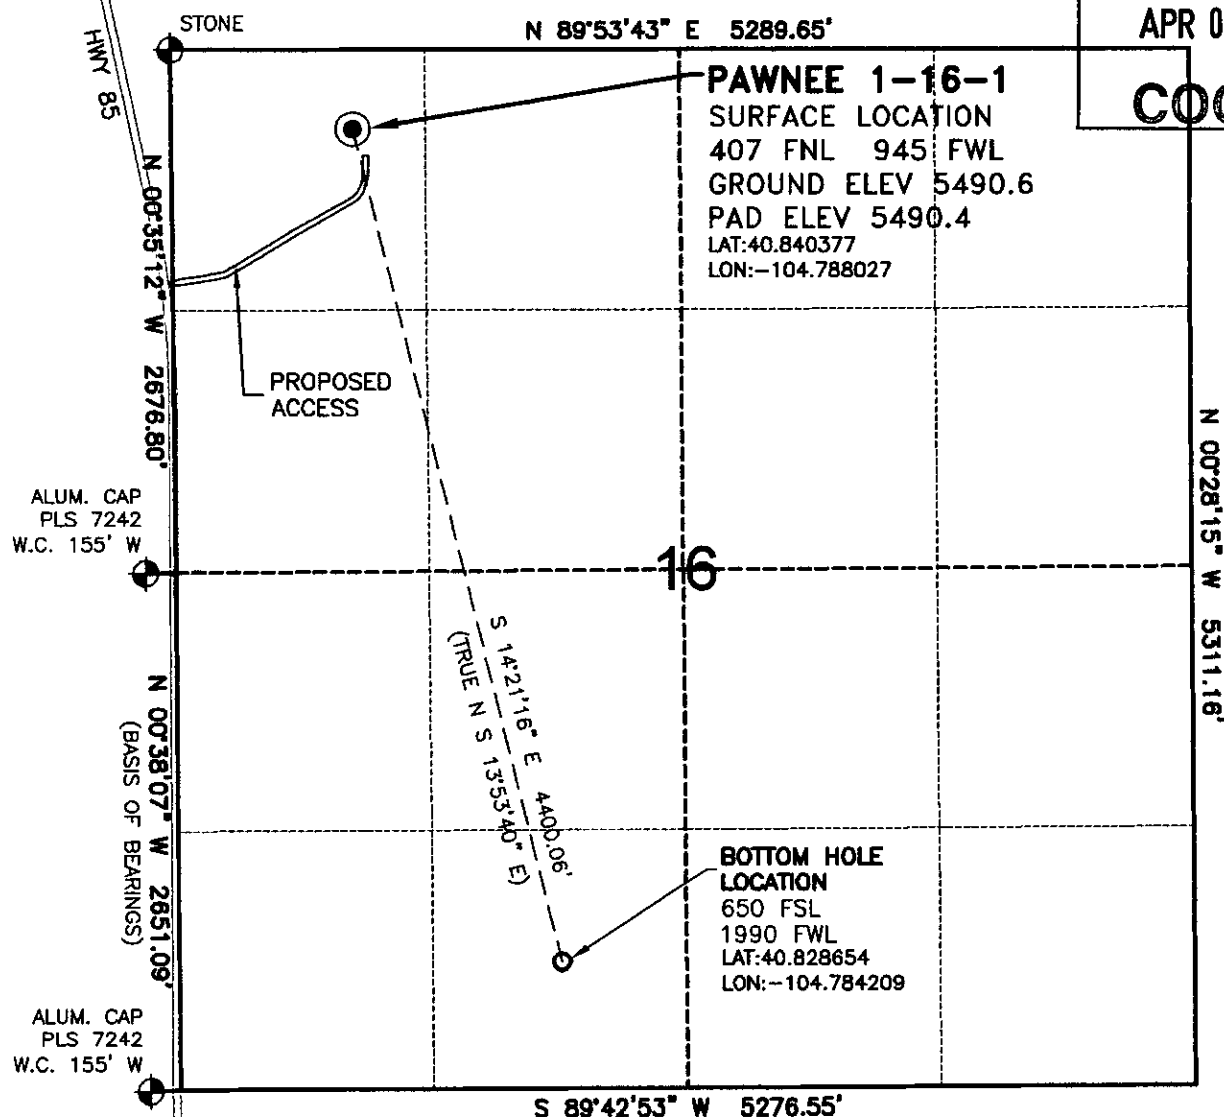 STONE
N 89°53'43" E 5289.65'
APR 0
HWY 85
PAWNEE 1-16-1
SURFACE LOCATION
407 FNL 945 FWL
GROUND ELEV 5490.6
PAD ELEV 5490.4
LAT:40.840377
LON:-104.788027
N 00°35'12" W 2676.80'
PROPOSED
ACCESS
N 00°28'15" W 5311.16'
ALUM. CAP
PLS 7242
W.C. 155' W
16
S 14°21'16" E 4400.06'
(TRUE N S 13°53'40" E)
N 00°38'07" W 2651.09'
(BASIS OF BEARINGS)
BOTTOM HOLE
LOCATION
650 FSL
1990 FWL
LAT:40.828654
LON:-104.784209
ALUM. CAP
PLS 7242
W.C. 155' W
S 89°42'53" W 5276.55'